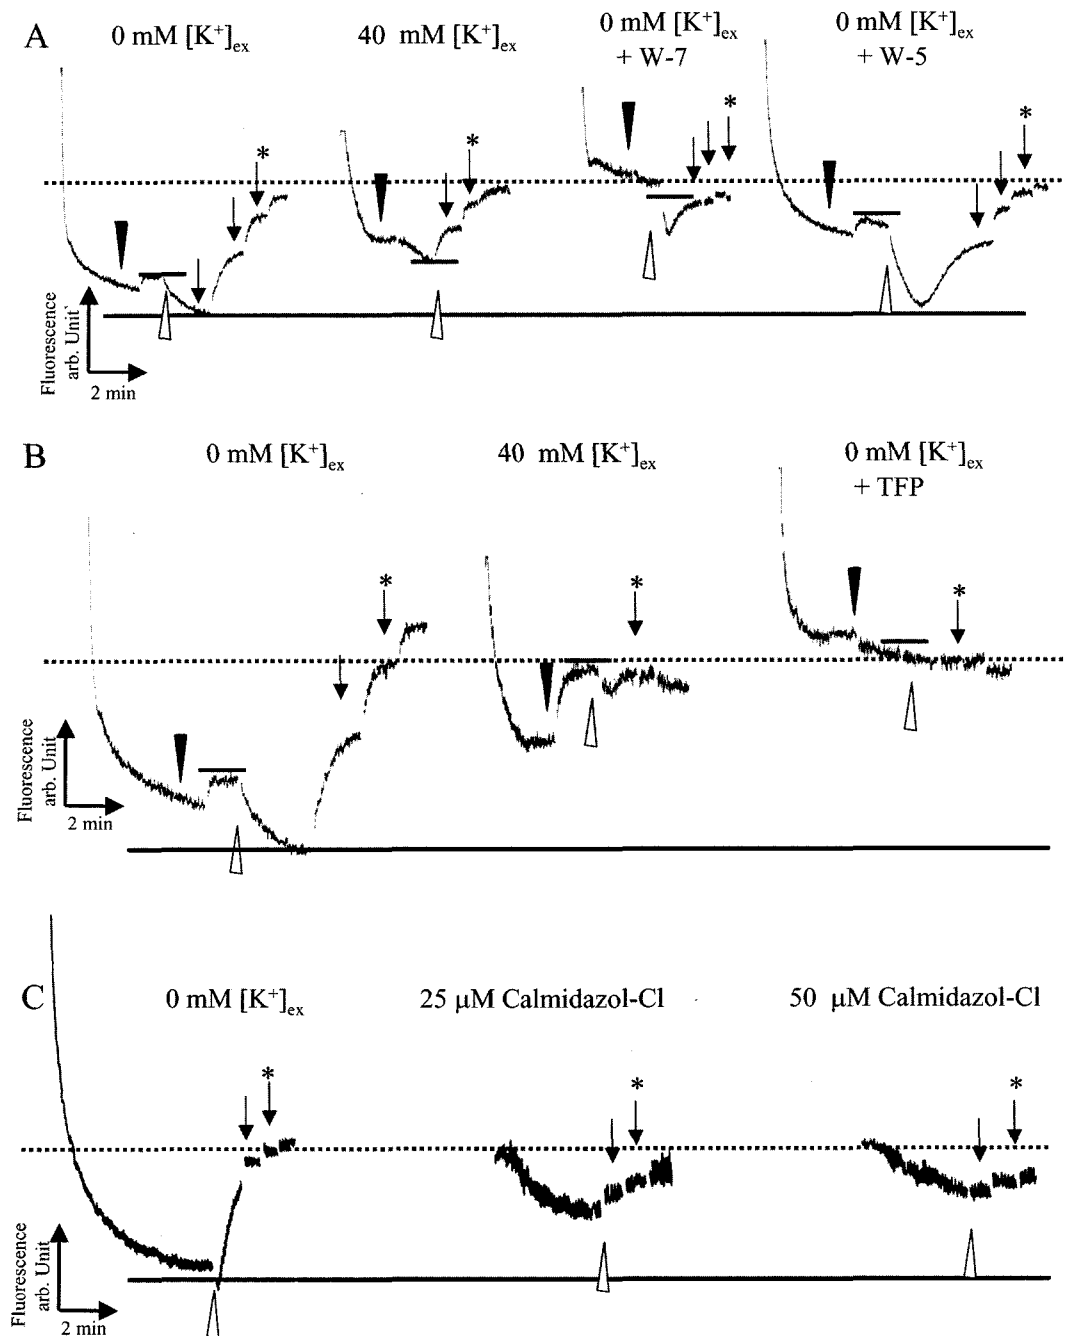 A
0 mM [K⁺]ex
40 mM [K⁺]ex
0 mM [K⁺]ex
+ W-7
0 mM [K⁺]ex
+ W-5
*
*
*
*
Fluorescence
arb. Unit
2 min
B
0 mM [K⁺]ex
40 mM [K⁺]ex
0 mM [K⁺]ex
+ TFP
*
*
*
Fluorescence
arb. Unit
2 min
C
0 mM [K⁺]ex
25 µM Calmidazol-Cl
50 µM Calmidazol-Cl
*
*
*
Fluorescence
arb. Unit
2 min